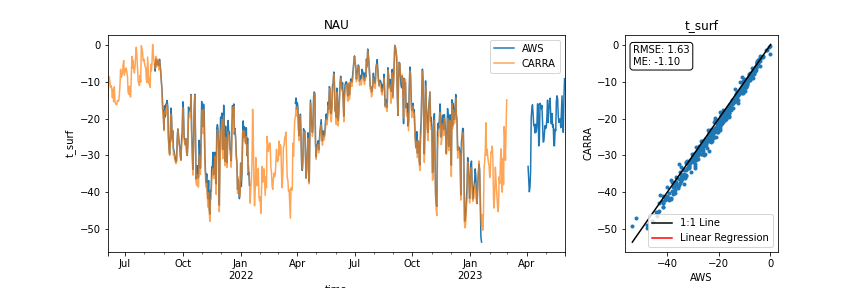 NAU
t_surf
0
−10
−20
−30
−40
−50
t_surf
AWS
CARRA
Jul
Oct
Jan
2022
Apr
Jul
Oct
Jan
2023
Apr
time
RMSE: 1.63
ME: -1.10
0
−10
−20
−30
−40
−50
CARRA
1:1 Line
Linear Regression
−40
−20
0
AWS